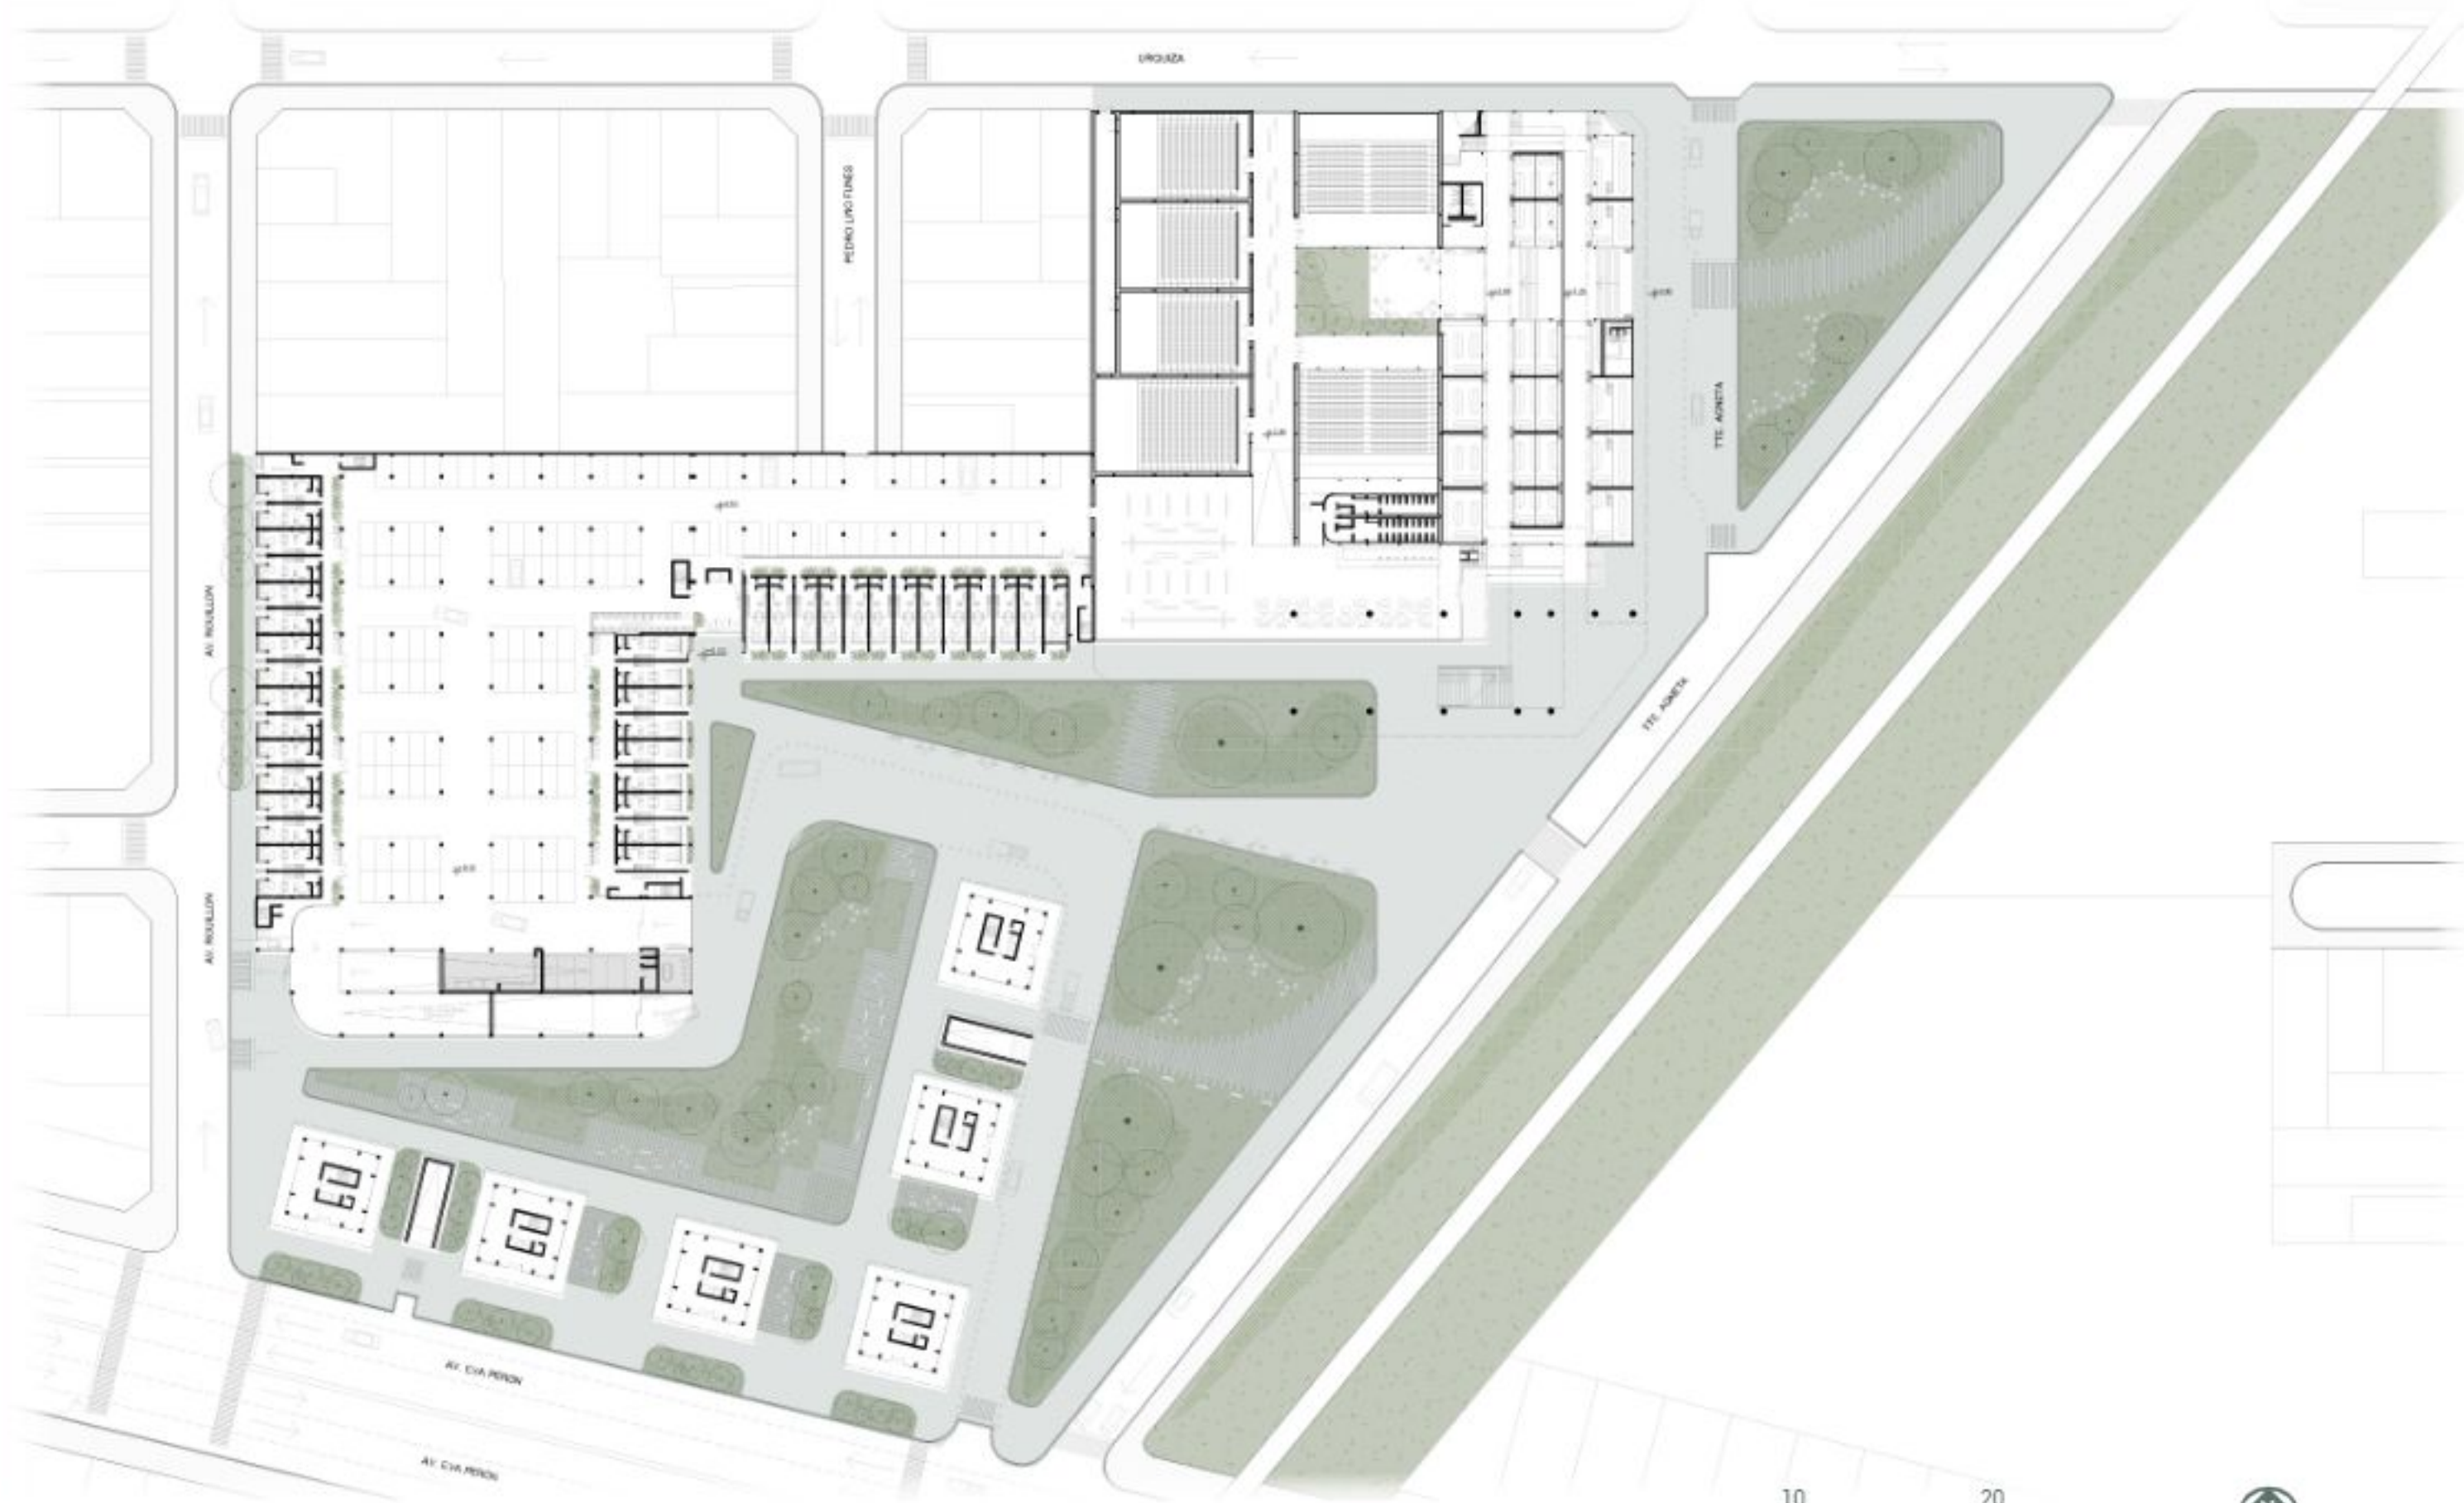 URQUIZA
PEDRO LINO FUNES
TTE. AGNETA
AV. ROUILLON
TTE. AGNETA
AV. ROUILLON
AV. EVA PERON
AV. EVA PERON
10 20